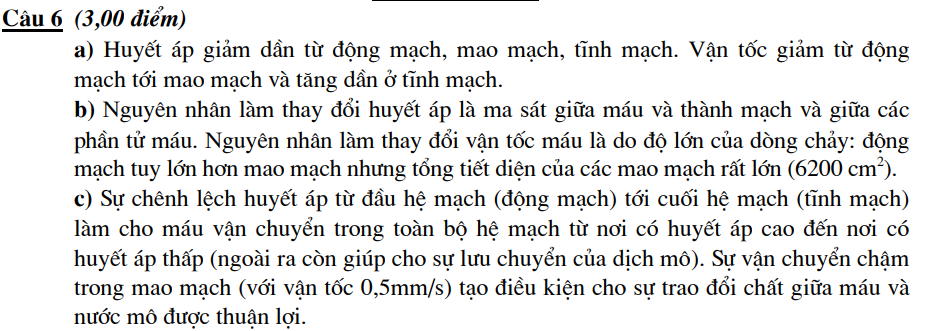 Câu 6 (3,00 điểm)
a) Huyết áp giảm dần từ động mạch, mao mạch, tĩnh mạch. Vận tốc giảm từ động
mạch tới mao mạch và tăng dần ở tĩnh mạch.
b) Nguyên nhân làm thay đổi huyết áp là ma sát giữa máu và thành mạch và giữa các
phần tử máu. Nguyên nhân làm thay đổi vận tốc máu là do độ lớn của dòng chảy: động
mạch tuy lớn hơn mao mạch nhưng tổng tiết diện của các mao mạch rất lớn (6200 cm²).
c) Sự chênh lệch huyết áp từ đầu hệ mạch (động mạch) tới cuối hệ mạch (tĩnh mạch)
làm cho máu vận chuyển trong toàn bộ hệ mạch từ nơi có huyết áp cao đến nơi có
huyết áp thấp (ngoài ra còn giúp cho sự lưu chuyển của dịch mô). Sự vận chuyển chậm
trong mao mạch (với vận tốc 0,5mm/s) tạo điều kiện cho sự trao đổi chất giữa máu và
nước mô được thuận lợi.